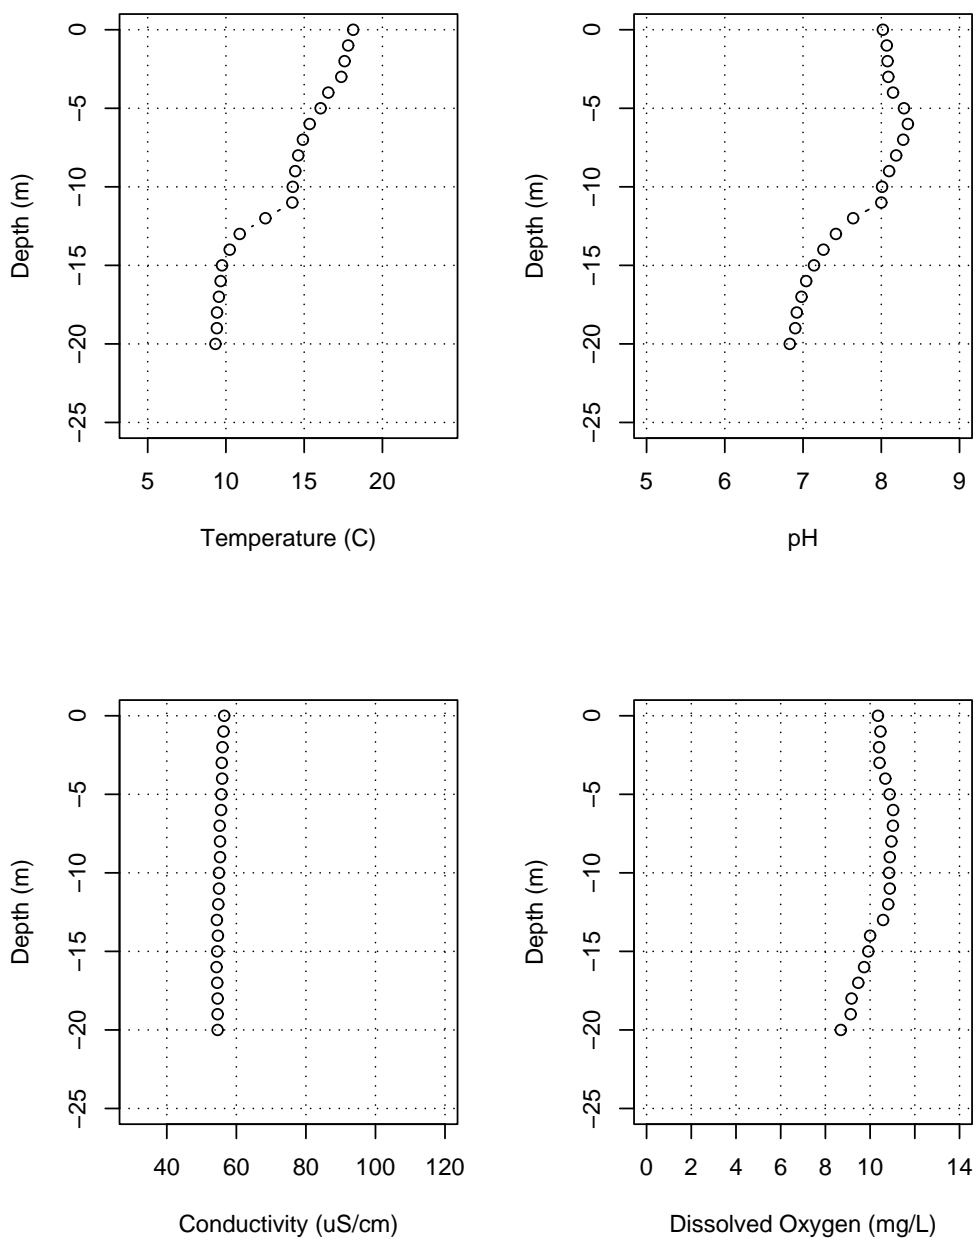 0
−5
−10
−15
−20
−25
Depth (m)
5 10 15 20
Temperature (C)
0
−5
−10
−15
−20
−25
Depth (m)
5 6 7 8 9
pH
0
−5
−10
−15
−20
−25
Depth (m)
40 60 80 100 120
Conductivity (uS/cm)
0
−5
−10
−15
−20
−25
Depth (m)
0 2 4 6 8 10 14
Dissolved Oxygen (mg/L)